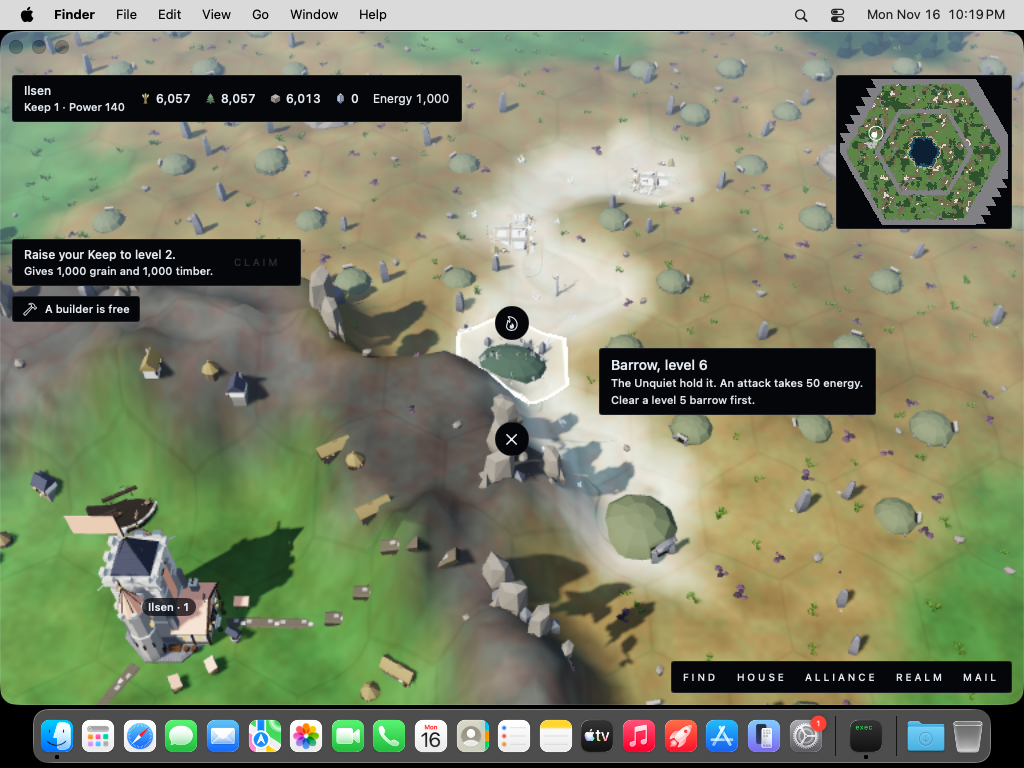 Finder File Edit View Go Window Help Mon Nov 16 10:19 PM
Ilsen
Keep 1 · Power 140
6,057 8,057 6,013 0 Energy 1,000
Raise your Keep to level 2.
Gives 1,000 grain and 1,000 timber.
CLAIM
A builder is free
Barrow, level 6
The Unquiet hold it. An attack takes 50 energy.
Clear a level 5 barrow first.
Ilsen · 1
FIND HOUSE ALLIANCE REALM MAIL
Mon
16
tv
1
exec